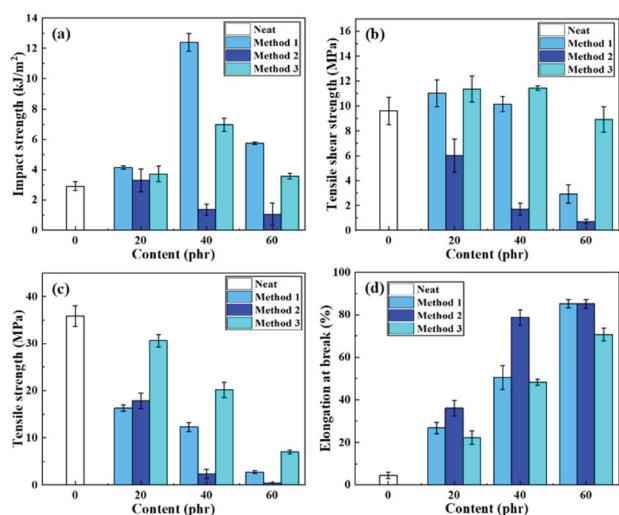 (a)
Neat
Method 1
Method 2
Method 3
Impact strength (kJ/m²)
14
12
10
8
6
4
2
0
0 20 40 60
Content (phr)
(b)
Neat
Method 1
Method 2
Method 3
Tensile shear strength (MPa)
16
14
12
10
8
6
4
2
0
0 20 40 60
Content (phr)
(c)
Neat
Method 1
Method 2
Method 3
Tensile strength (MPa)
40
30
20
10
0
0 20 40 60
Content (phr)
(d)
Neat
Method 1
Method 2
Method 3
Elongation at break (%)
100
80
60
40
20
0
0 20 40 60
Content (phr)